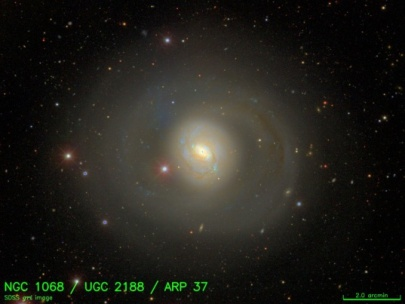 NGC 1068 / UGC 2188 / ARP 37
SDSS gri image
2.0 arcmin